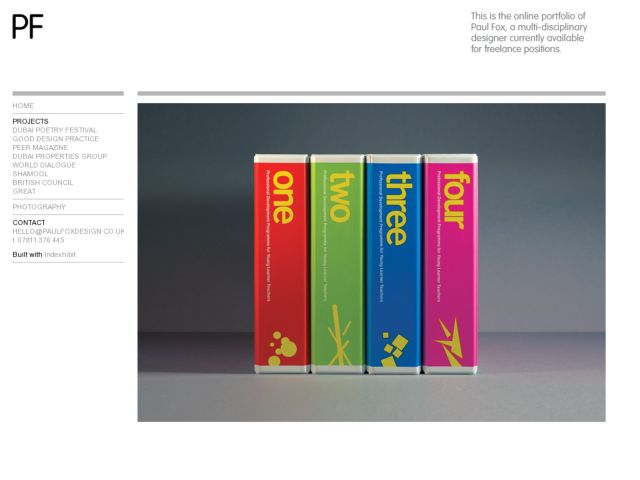 PF
This is the online portfolio of
Paul Fox, a multi-disciplinary
designer currently available
for freelance positions.
HOME
PROJECTS
DUBAI POETRY FESTIVAL
GOOD DESIGN PRACTICE
PEER MAGAZINE
DUBAI PROPERTIES GROUP
WORLD DIALOGUE
SHAMOOL
BRITISH COUNCIL
GREAT
PHOTOGRAPHY
CONTACT
HELLO@PAULFOXDESIGN.CO.UK
t. 07811 376 445
Built with Indexhibit
one
Professional Development Programme for Young Learner Teachers
two
Professional Development Programme for Young Learner Teachers
three
Professional Development Programme for Young Learner Teachers
four
Professional Development Programme for Young Learner Teachers